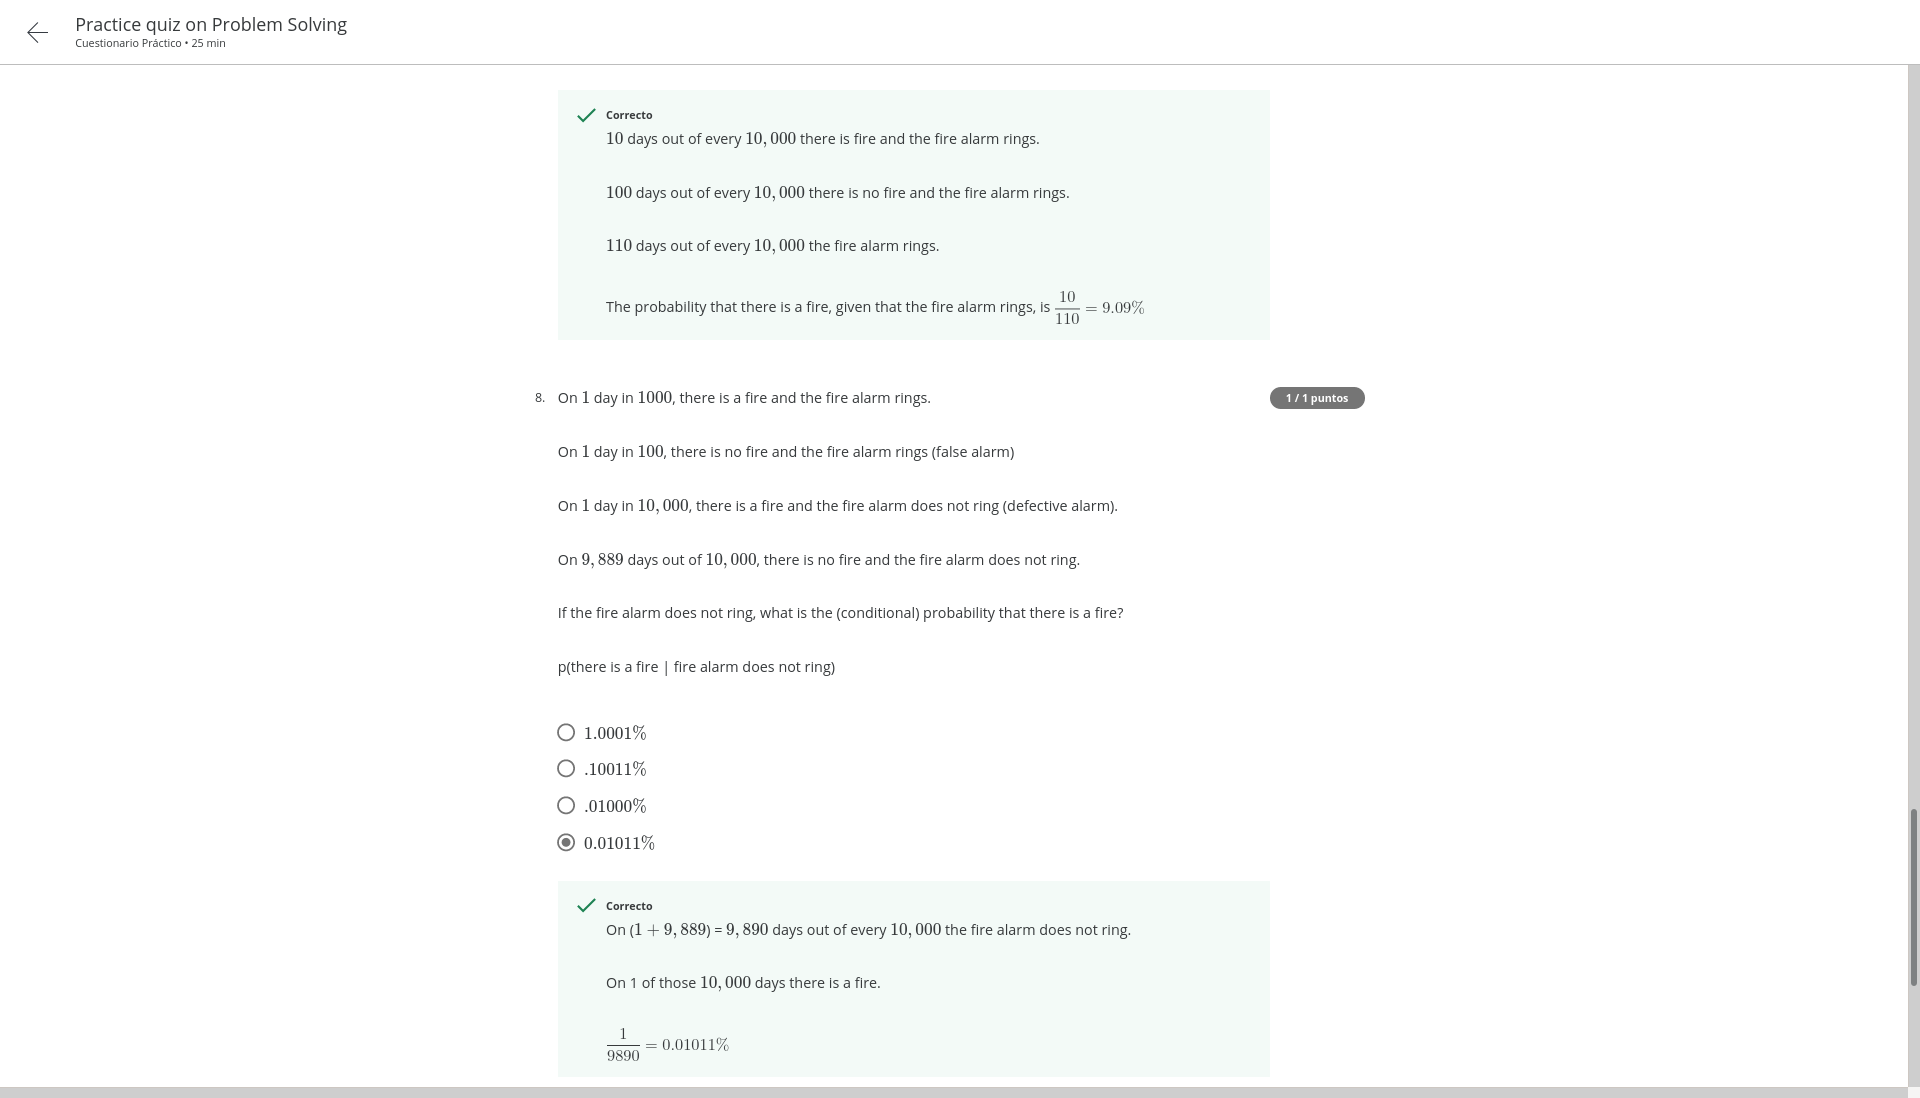 Practice quiz on Problem Solving
Cuestionario Práctico • 25 min
Correcto
10 days out of every 10,000 there is fire and the fire alarm rings.
100 days out of every 10,000 there is no fire and the fire alarm rings.
110 days out of every 10,000 the fire alarm rings.
The probability that there is a fire, given that the fire alarm rings, is 10/110 = 9.09%
8. On 1 day in 1000, there is a fire and the fire alarm rings.
1 / 1 puntos
On 1 day in 100, there is no fire and the fire alarm rings (false alarm)
On 1 day in 10,000, there is a fire and the fire alarm does not ring (defective alarm).
On 9,889 days out of 10,000, there is no fire and the fire alarm does not ring.
If the fire alarm does not ring, what is the (conditional) probability that there is a fire?
p(there is a fire | fire alarm does not ring)
1.0001%
.10011%
.01000%
0.01011%
Correcto
On (1 + 9,889) = 9,890 days out of every 10,000 the fire alarm does not ring.
On 1 of those 10,000 days there is a fire.
1/9890 = 0.01011%